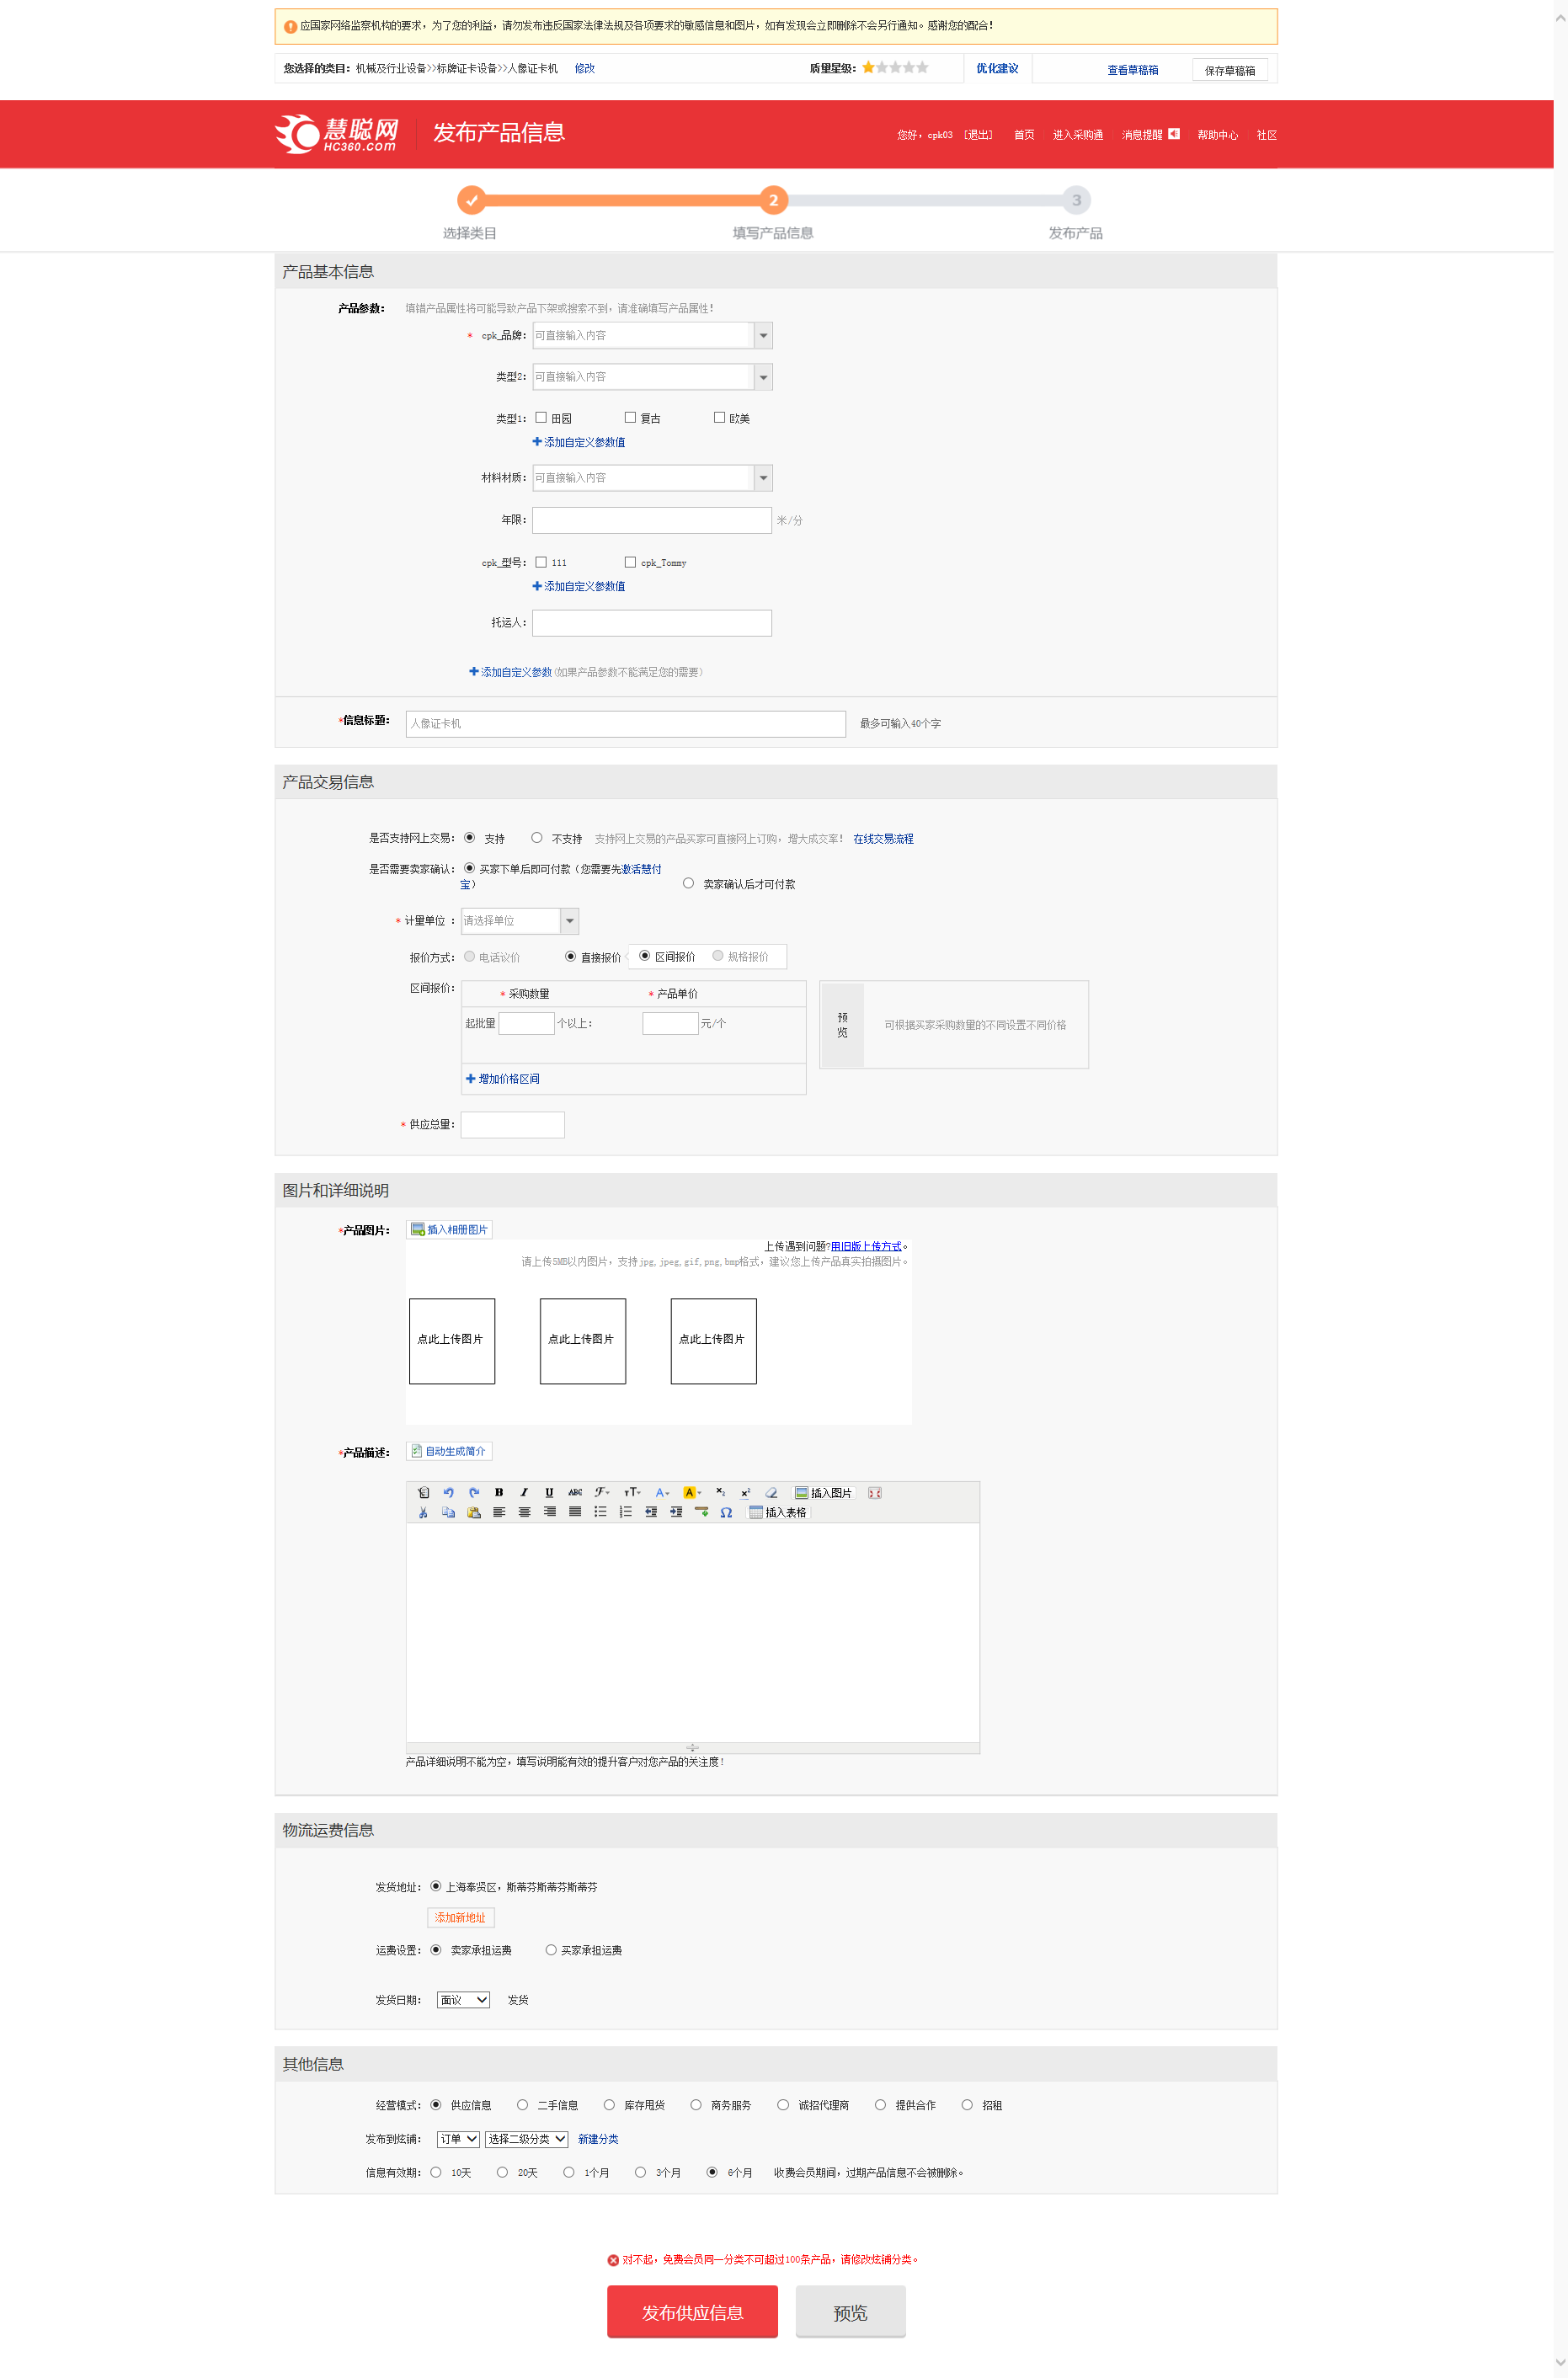 应国家网络监察机构的要求，为了您的利益，请勿发布违反国家法律法规及各项要求的敏感信息和图片，如有发现会立即删除不会另行通知。感谢您的配合！
您选择的类目：机械及行业设备>>标牌证卡设备>>人像证卡机 修改 质量星级： 优化建议 查看草稿箱 保存草稿箱
慧聪网 HC360.com 发布产品信息 您好，cpk03 [退出] 首页 进入采购通 消息提醒 帮助中心 社区
2 3
选择类目 填写产品信息 发布产品
产品基本信息
产品参数： 填错产品属性将可能导致产品下架或搜索不到，请准确填写产品属性！
* cpk_品牌： 可直接输入内容
类型2： 可直接输入内容
类型1： 田园 复古 欧美
添加自定义参数值
材料材质： 可直接输入内容
年限： 米/分
cpk_型号： 111 cpk_Tommy
添加自定义参数值
托运人：
添加自定义参数(如果产品参数不能满足您的需要)
*信息标题： 人像证卡机 最多可输入40个字
产品交易信息
是否支持网上交易： 支持 不支持 支持网上交易的产品买家可直接网上订购，增大成交率！ 在线交易流程
是否需要卖家确认： 买家下单后即可付款（您需要先激活慧付
宝） 卖家确认后才可付款
* 计量单位 ： 请选择单位
报价方式： 电话议价 直接报价 区间报价 规格报价
区间报价： * 采购数量 * 产品单价
起批量 个以上： 元/个
预
览
可根据买家采购数量的不同设置不同价格
增加价格区间
* 供应总量：
图片和详细说明
*产品图片： 插入相册图片
上传遇到问题?用旧版上传方式。
请上传5MB以内图片，支持jpg,jpeg,gif,png,bmp格式，建议您上传产品真实拍摄图片。
点此上传图片 点此上传图片 点此上传图片
*产品描述： 自动生成简介
B I U ABC F TT A A x2 x2 插入图片
Ω 插入表格
产品详细说明不能为空，填写说明能有效的提升客户对您产品的关注度！
物流运费信息
发货地址： 上海奉贤区，斯蒂芬斯蒂芬斯蒂芬
添加新地址
运费设置： 卖家承担运费 买家承担运费
发货日期： 面议 发货
其他信息
经营模式： 供应信息 二手信息 库存甩货 商务服务 诚招代理商 提供合作 招租
发布到炫铺： 订单 选择二级分类 新建分类
信息有效期： 10天 20天 1个月 3个月 6个月 收费会员期间，过期产品信息不会被删除。
对不起，免费会员同一分类不可超过100条产品，请修改炫铺分类。
发布供应信息 预览